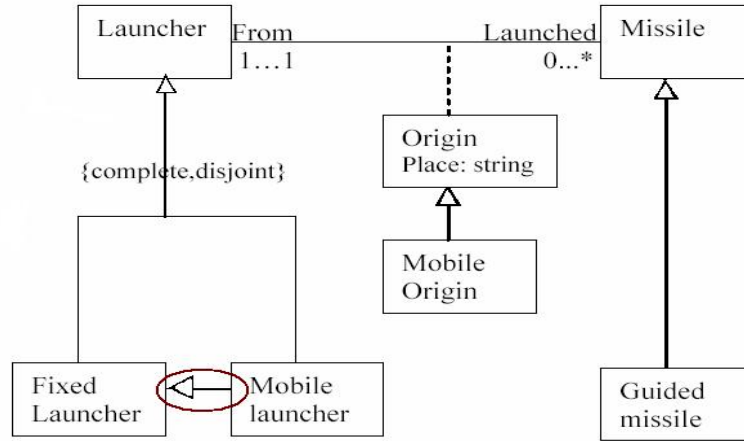 Launcher
From
1...1
Launched
0...*
Missile
Origin
Place: string
{complete,disjoint}
Mobile
Origin
Fixed
Launcher
Mobile
launcher
Guided
missile